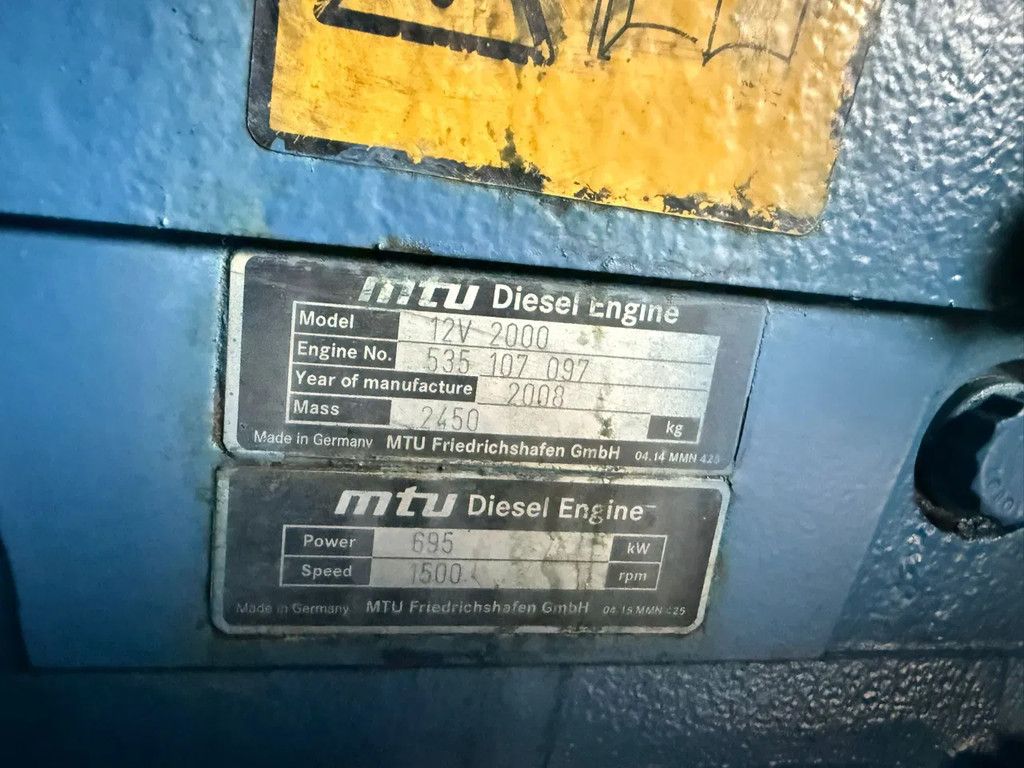 mtu Diesel Engine
Model 12V 2000
Engine No. 535 107 097
Year of manufacture 2008
Mass 2450 kg
Made in Germany MTU Friedrichshafen GmbH 04.14 MMN 425
mtu Diesel Engine
Power 695 kW
Speed 1500 rpm
Made in Germany MTU Friedrichshafen GmbH 04.15 MMN 425